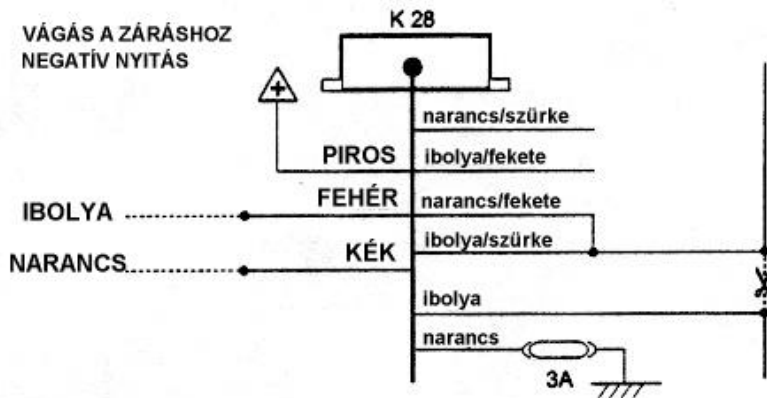 K 28
VÁGÁS A ZÁRÁSHOZ
NEGATÍV NYITÁS
+
narancs/szürke
PIROS
ibolya/fekete
FEHÉR
narancs/fekete
IBOLYA
KÉK
ibolya/szürke
NARANCS
ibolya
narancs
3A